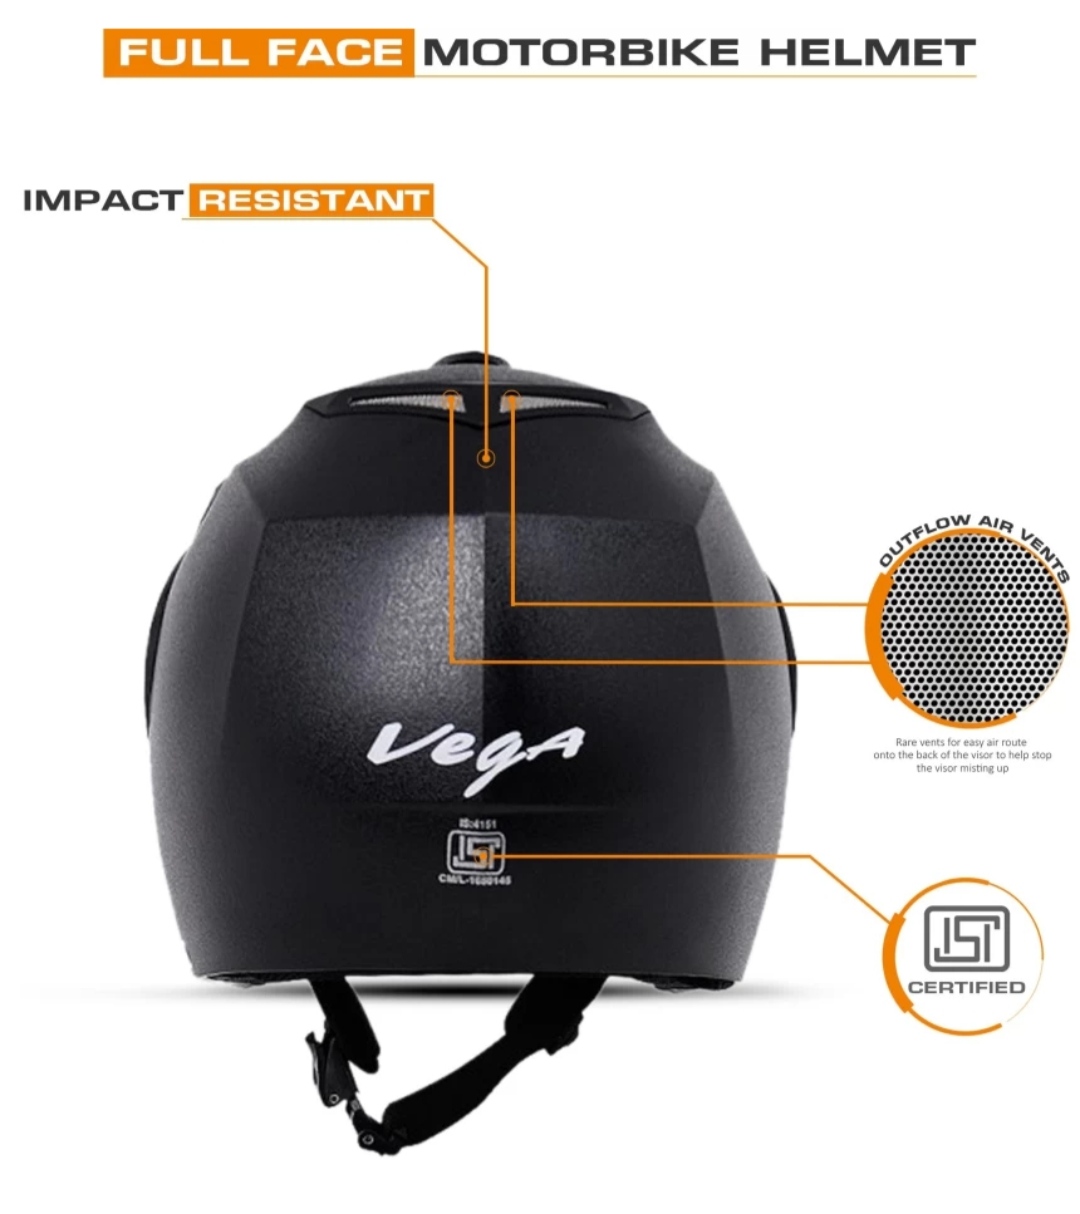 FULL FACE MOTORBIKE HELMET
IMPACT RESISTANT
OUTFLOW AIR VENTS
Rare vents for easy air route
onto the back of the visor to help stop
the visor misting up
VegA
IS:4151
ISI
CERTIFIED